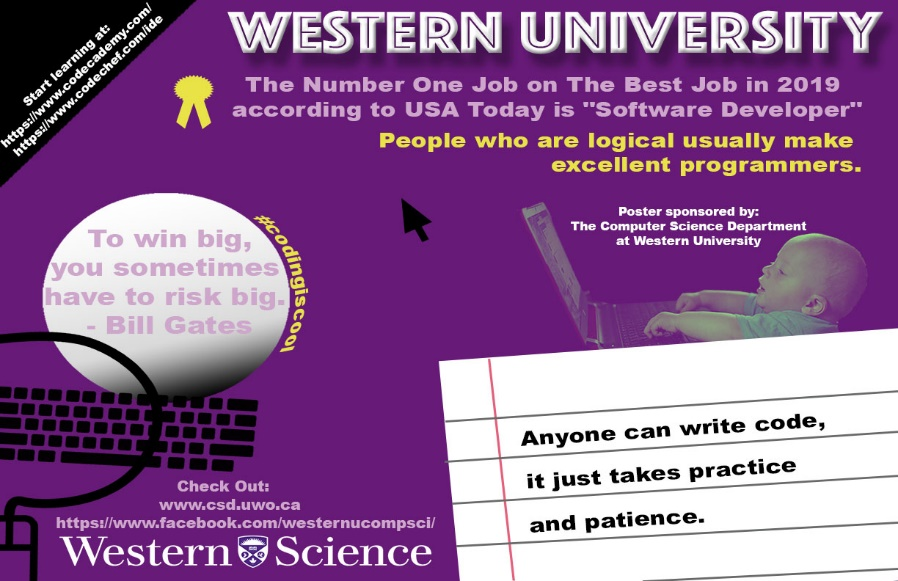 Start learning at:
https://www.codecademy.com/
https://www.codechef.com/ide
WESTERN UNIVERSITY
The Number One Job on The Best Job in 2019
according to USA Today is "Software Developer"
People who are logical usually make
excellent programmers.
Poster sponsored by:
The Computer Science Department
at Western University
To win big,
you sometimes
have to risk big.
- Bill Gates
#codingiscool
Anyone can write code,
it just takes practice
and patience.
Check Out:
www.csd.uwo.ca
https://www.facebook.com/westernucompsci/
Western Science